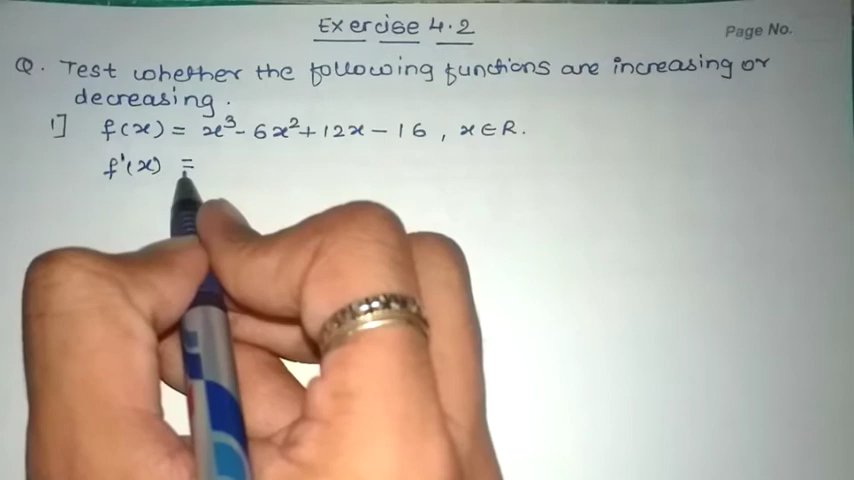 Exercise 4.2
Page No.
Q. Test whether the following functions are increasing or
decreasing.
1] f(x) = x³ - 6x² + 12x - 16 , x ∈ R.
f'(x) =